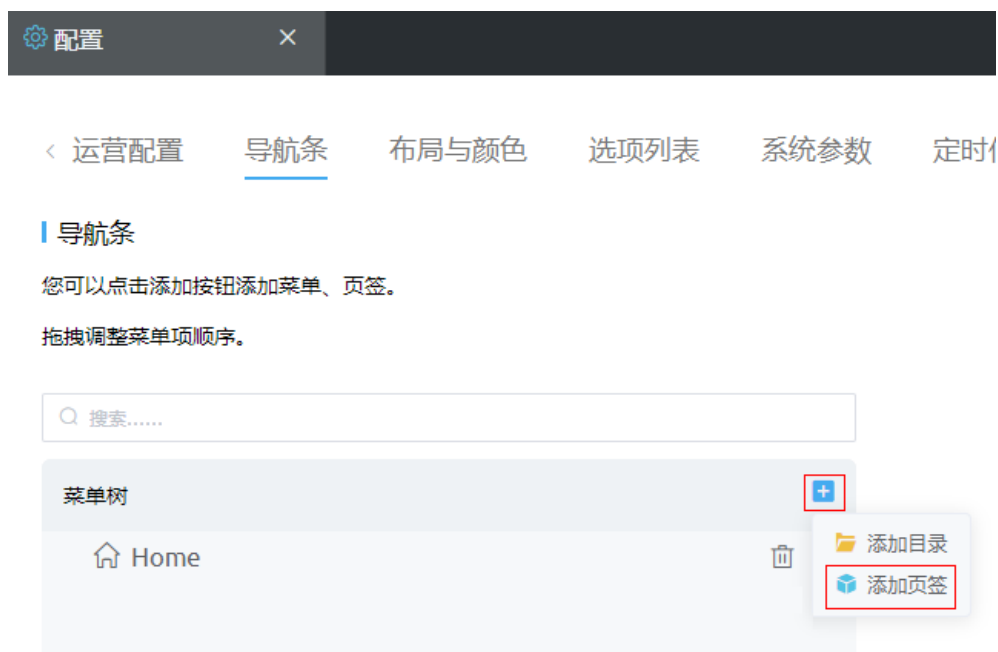 配置
运营配置 导航条 布局与颜色 选项列表 系统参数 定时
导航条
您可以点击添加按钮添加菜单、页签。
拖拽调整菜单项顺序。
搜索......
菜单树
添加目录
Home
添加页签